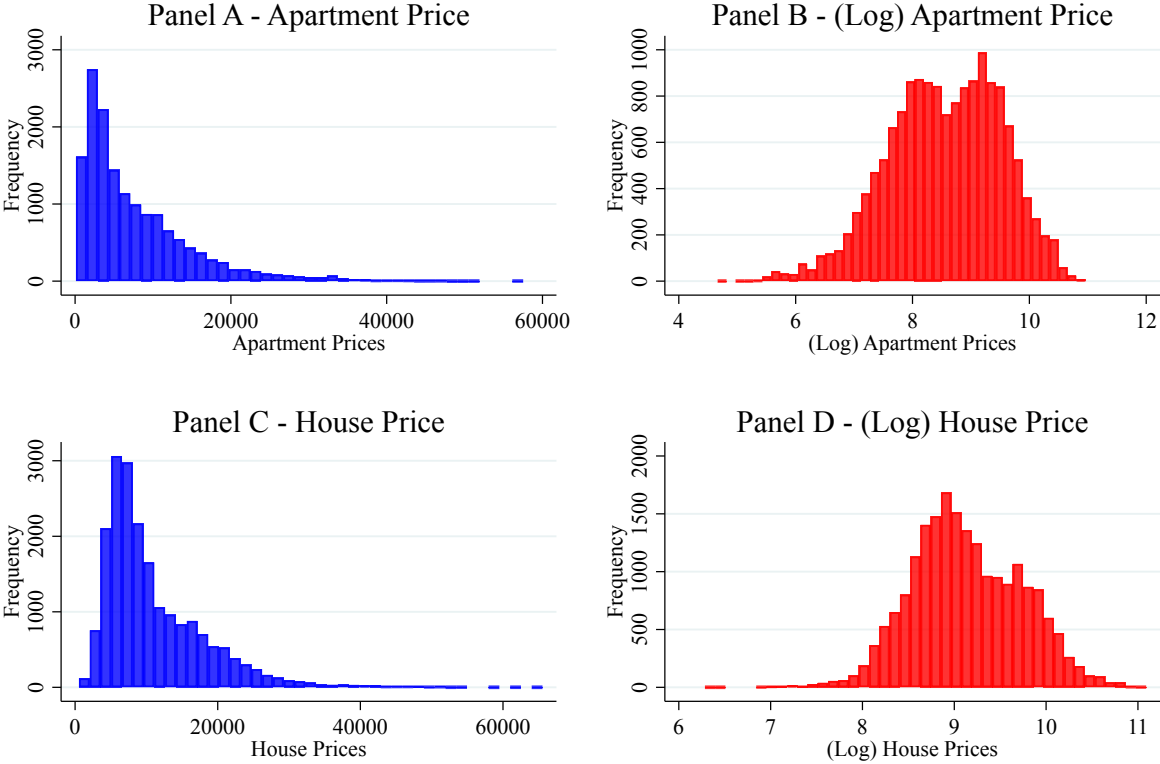 Panel A - Apartment Price
Frequency
3000
2000
1000
0
0 20000 40000 60000
Apartment Prices
Panel B - (Log) Apartment Price
Frequency
1000
800
600
400
200
0
4 6 8 10 12
(Log) Apartment Prices
Panel C - House Price
Frequency
3000
2000
1000
0
0 20000 40000 60000
House Prices
Panel D - (Log) House Price
Frequency
2000
1500
1000
500
0
6 7 8 9 10 11
(Log) House Prices